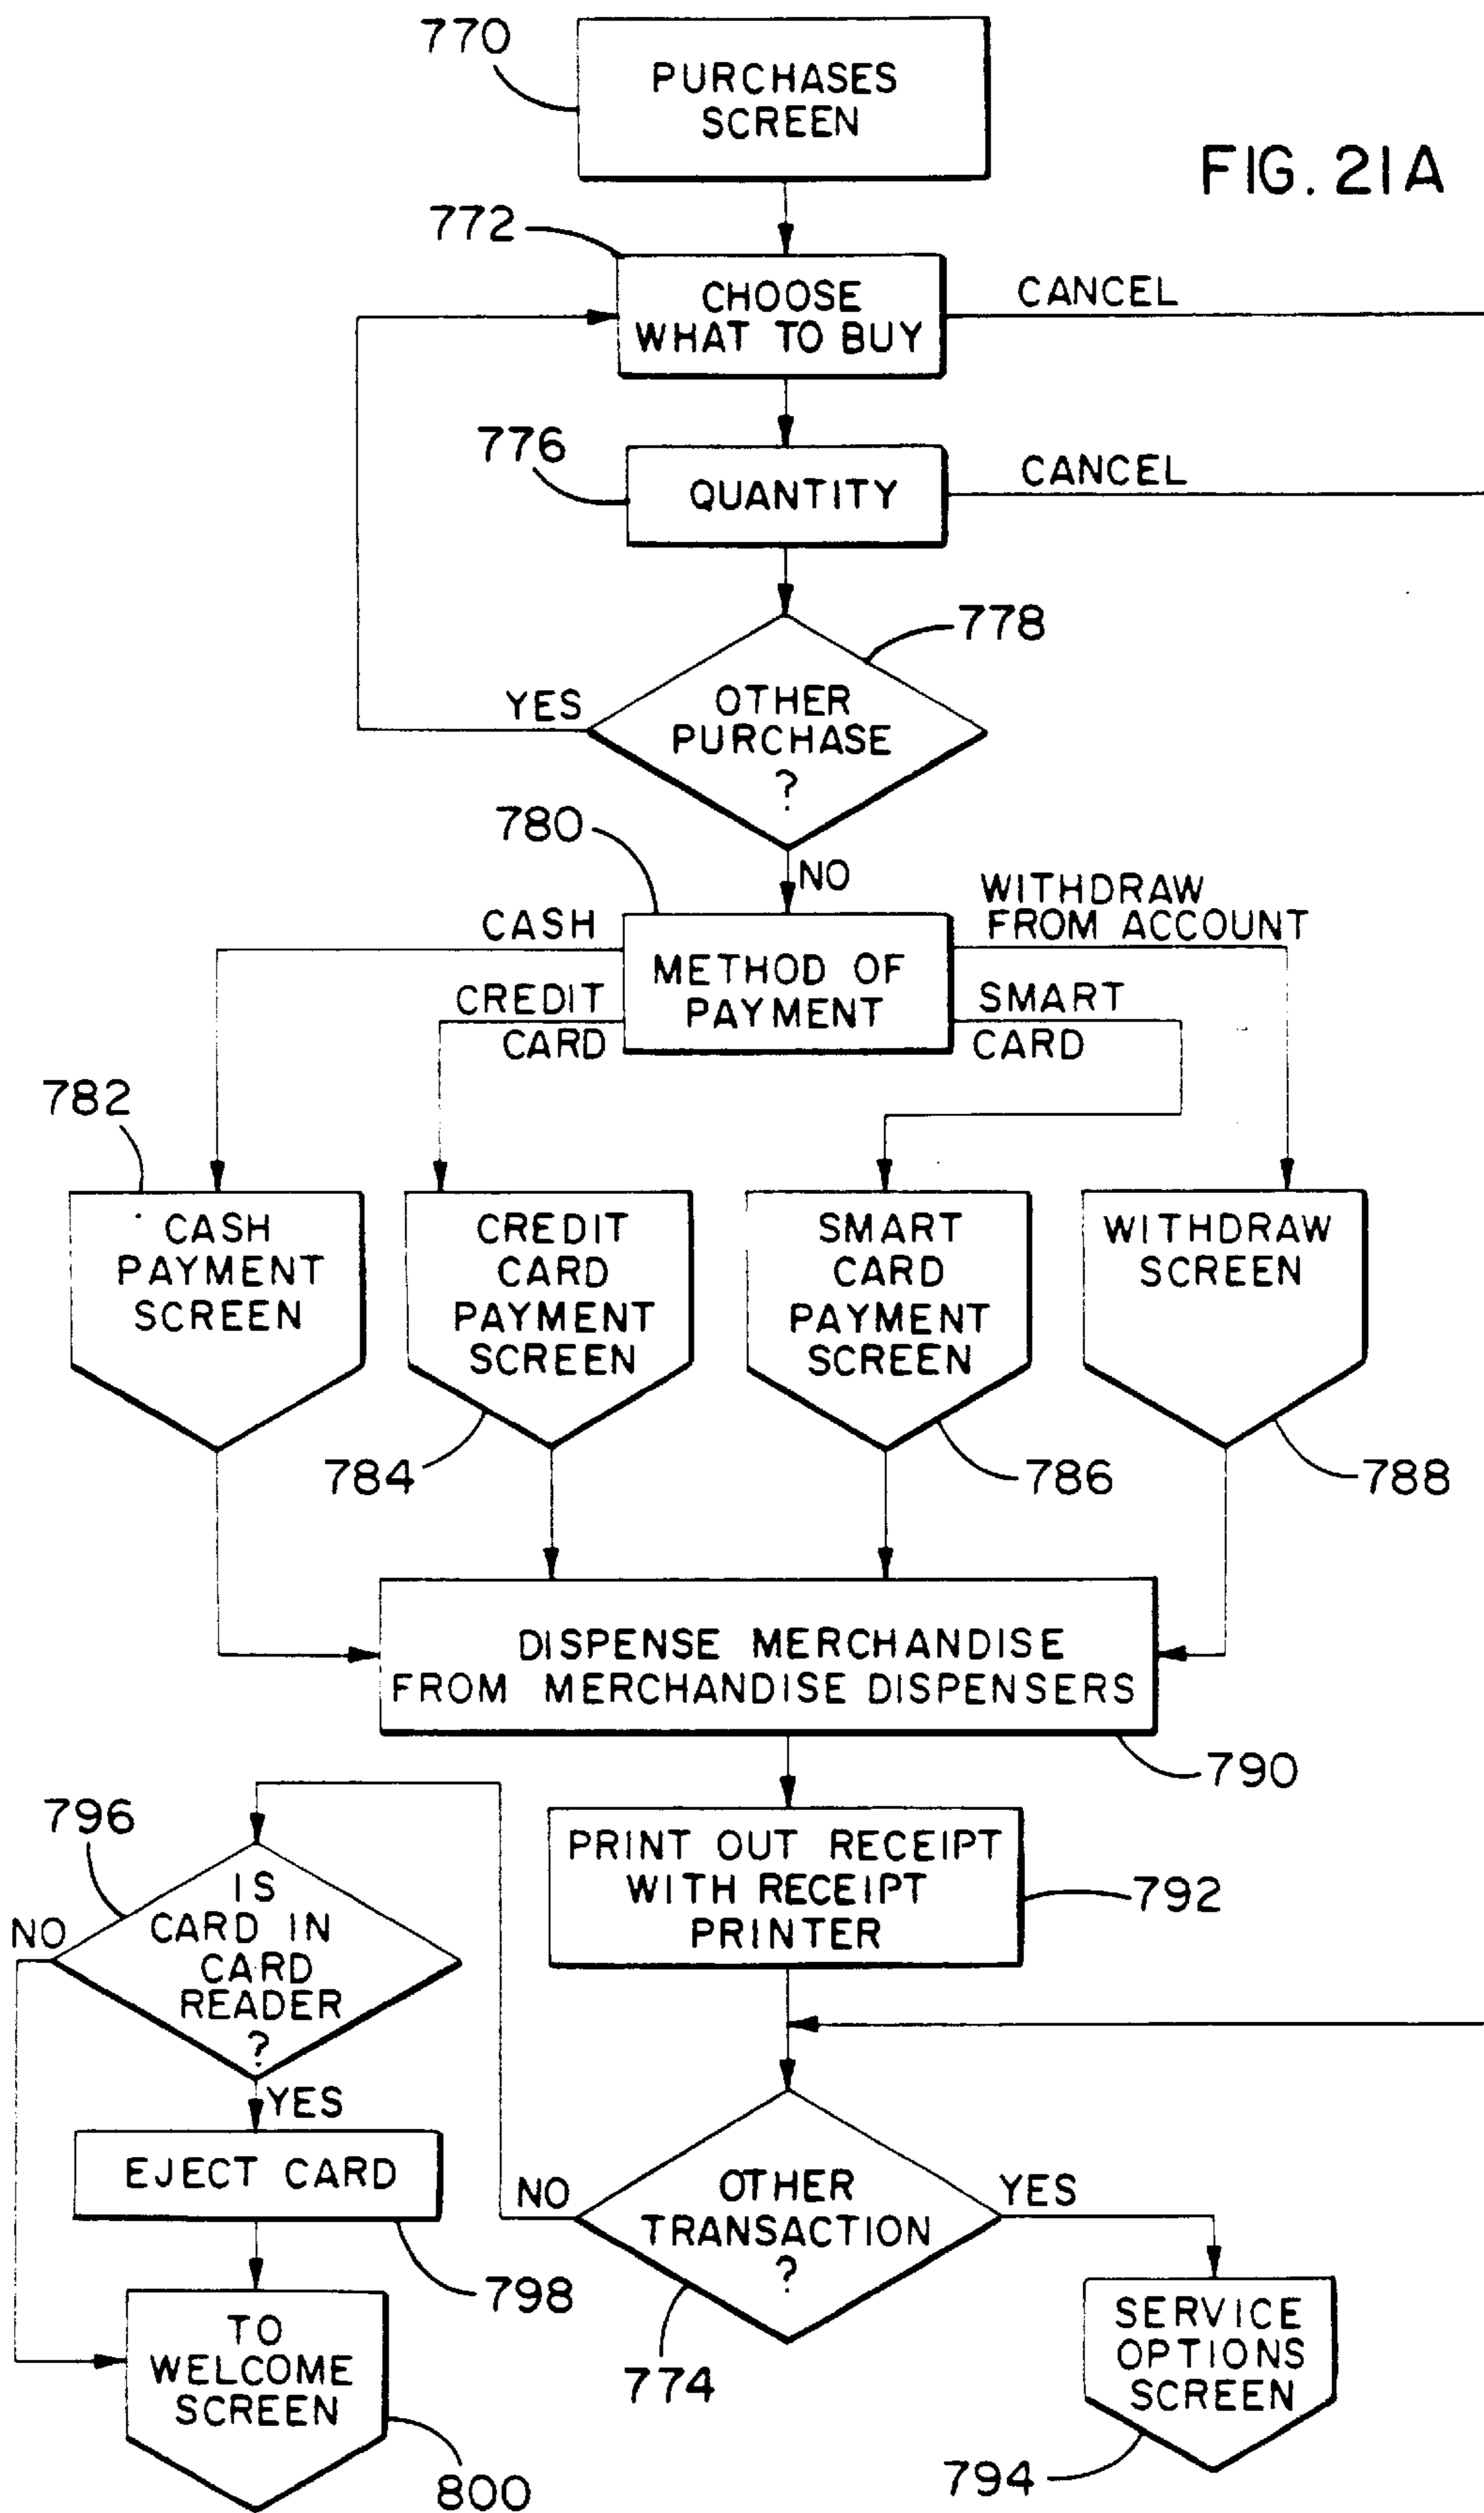 770
PURCHASES
SCREEN
FIG. 21A
772
CHOOSE
WHAT TO BUY
CANCEL
776
QUANTITY
CANCEL
778
OTHER
PURCHASE
?
YES
780
NO
CASH
WITHDRAW
FROM ACCOUNT
METHOD OF
PAYMENT
CREDIT
CARD
SMART
CARD
782
CASH
PAYMENT
SCREEN
CREDIT
CARD
PAYMENT
SCREEN
SMART
CARD
PAYMENT
SCREEN
WITHDRAW
SCREEN
784
786
788
DISPENSE MERCHANDISE
FROM MERCHANDISE DISPENSERS
790
796
PRINT OUT RECEIPT
WITH RECEIPT
PRINTER
792
IS
CARD IN
CARD
READER
?
NO
YES
EJECT CARD
798
NO
OTHER
TRANSACTION
?
YES
774
TO
WELCOME
SCREEN
800
SERVICE
OPTIONS
SCREEN
794